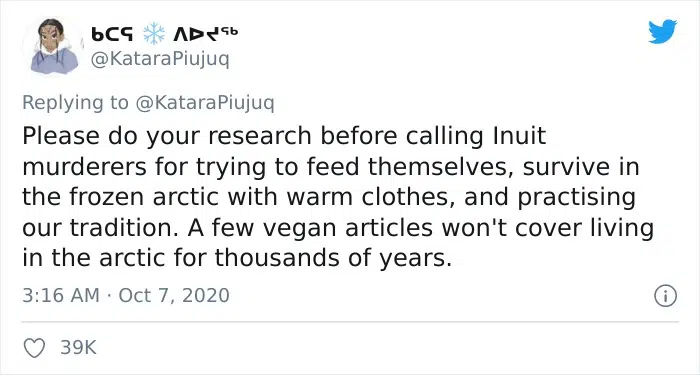 ᑲᑕᕋ ❄️ ᐱᐅᔪᖅ
@KataraPiujuq
Replying to @KataraPiujuq
Please do your research before calling Inuit
murderers for trying to feed themselves, survive in
the frozen arctic with warm clothes, and practising
our tradition. A few vegan articles won't cover living
in the arctic for thousands of years.
3:16 AM · Oct 7, 2020
39K